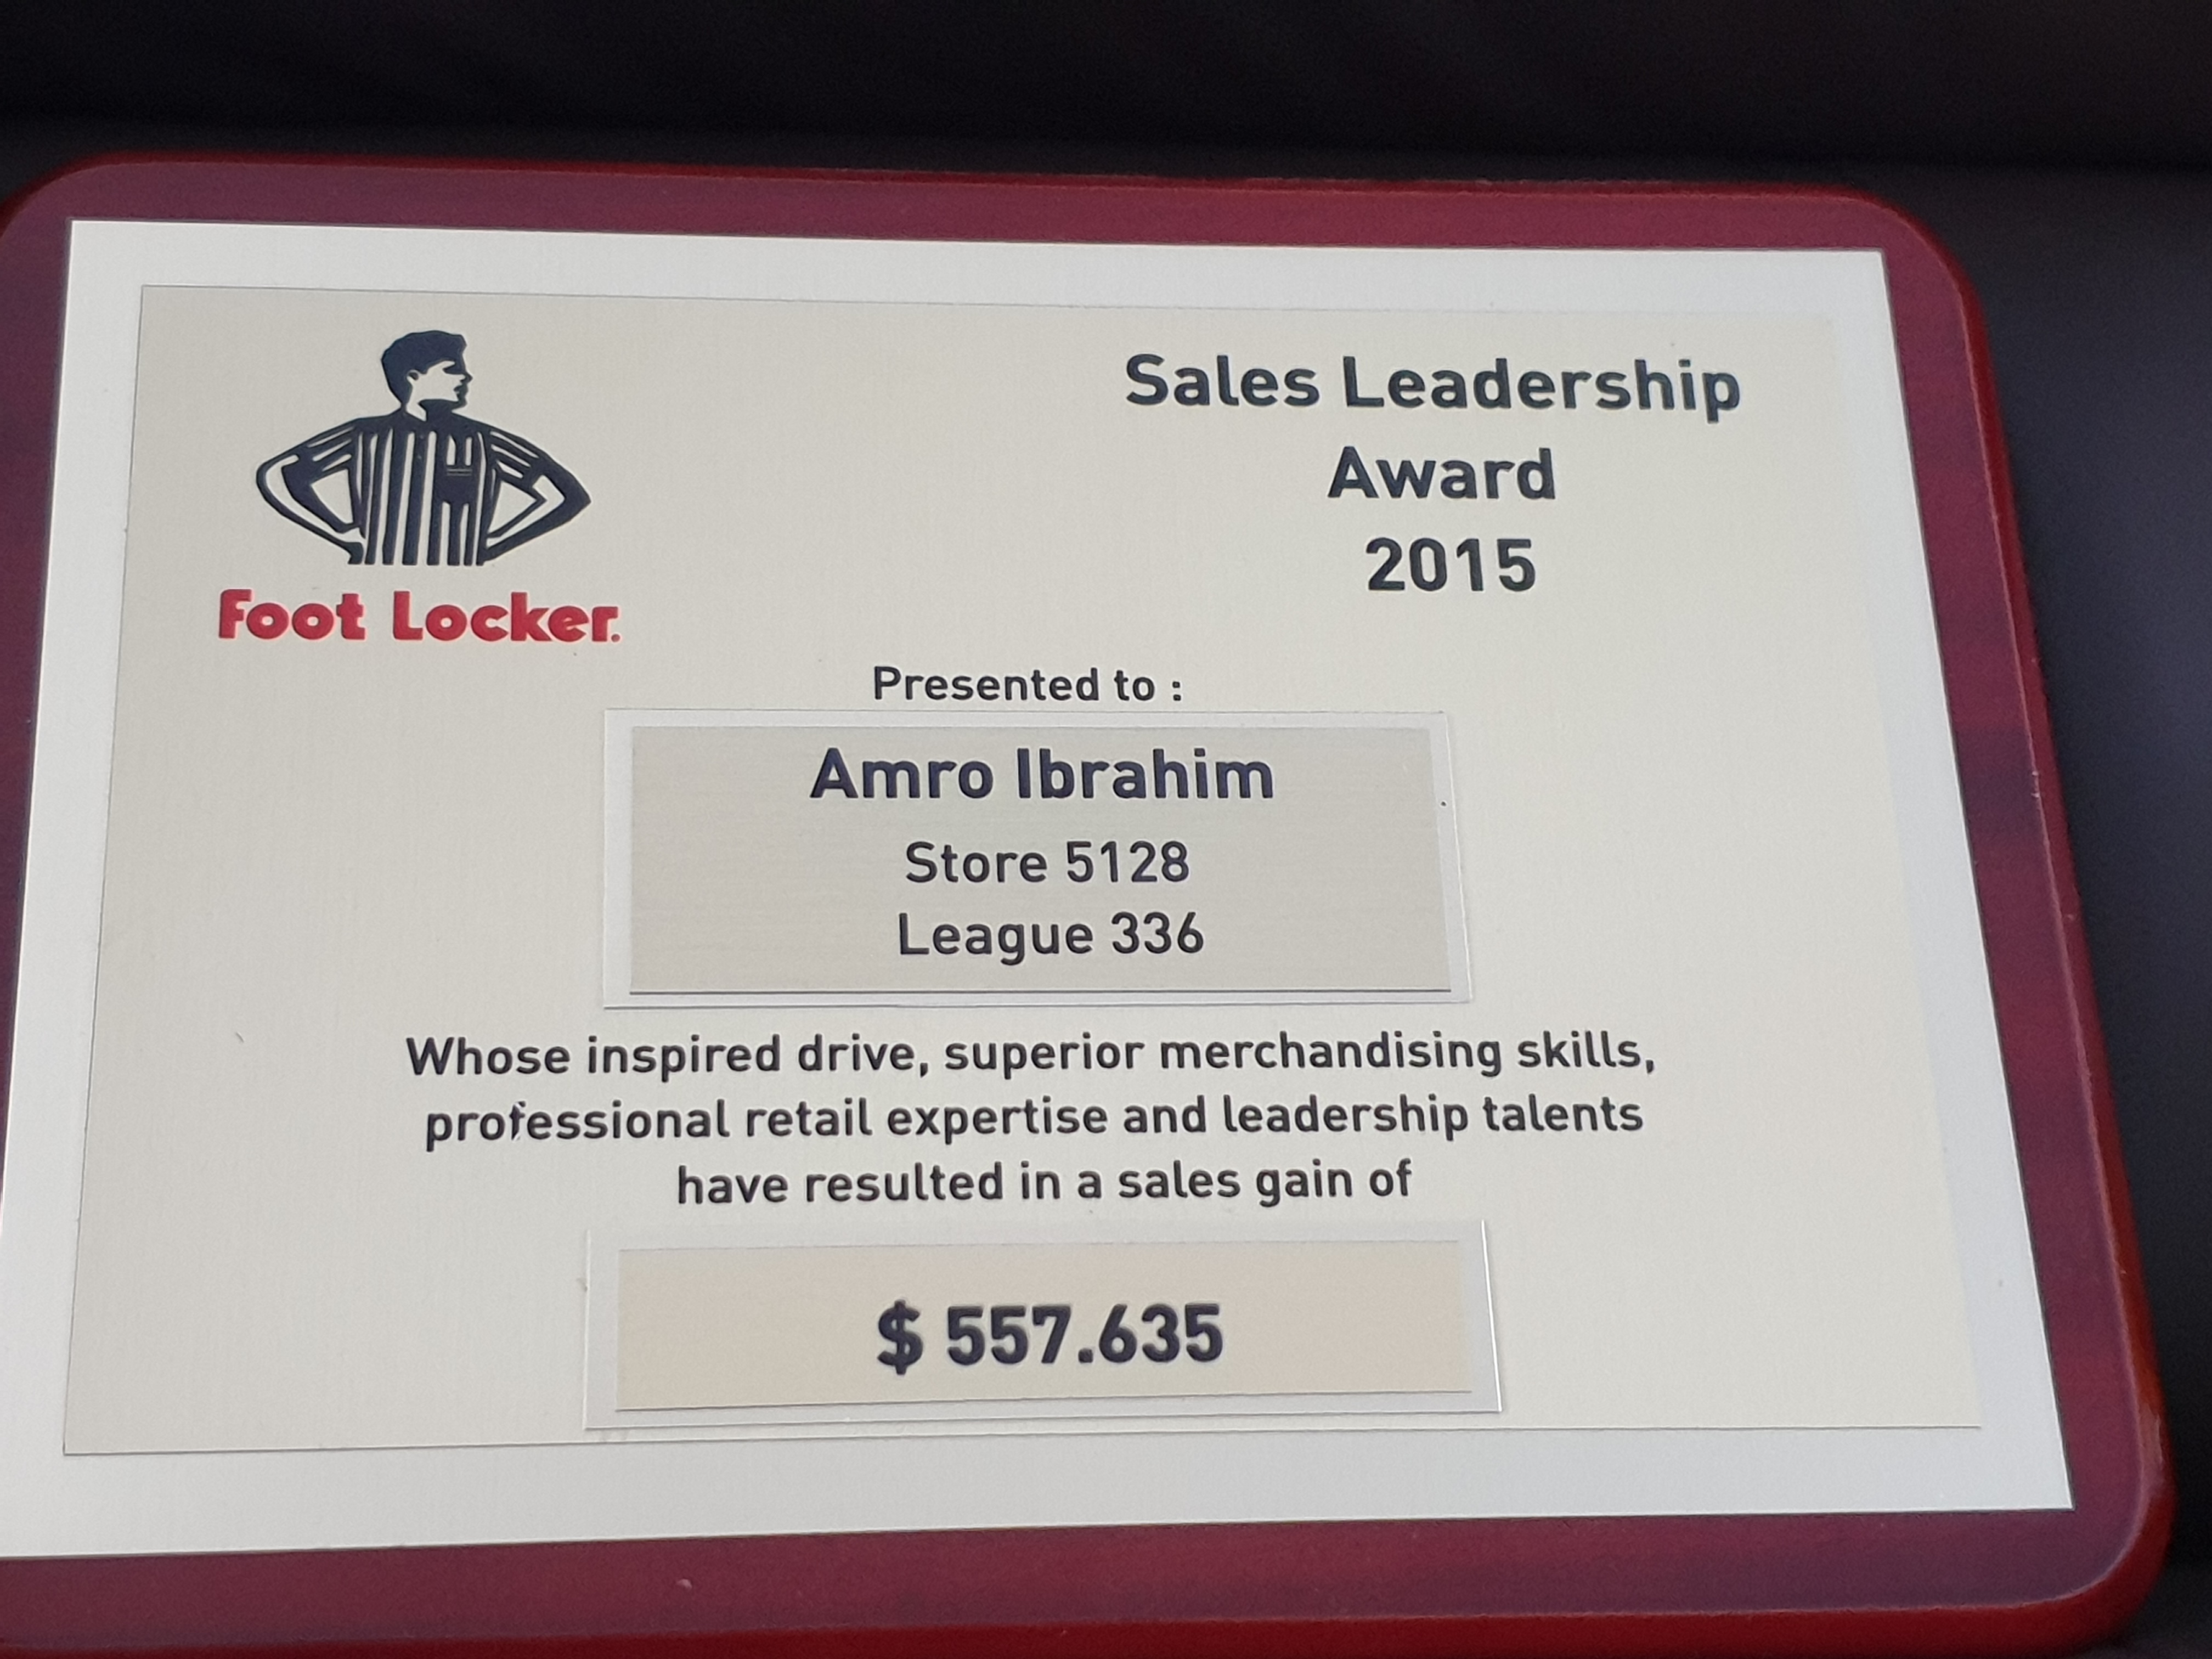 Foot Locker.
Sales Leadership
Award
2015
Presented to :
Amro Ibrahim
Store 5128
League 336
Whose inspired drive, superior merchandising skills,
professional retail expertise and leadership talents
have resulted in a sales gain of
$ 557.635